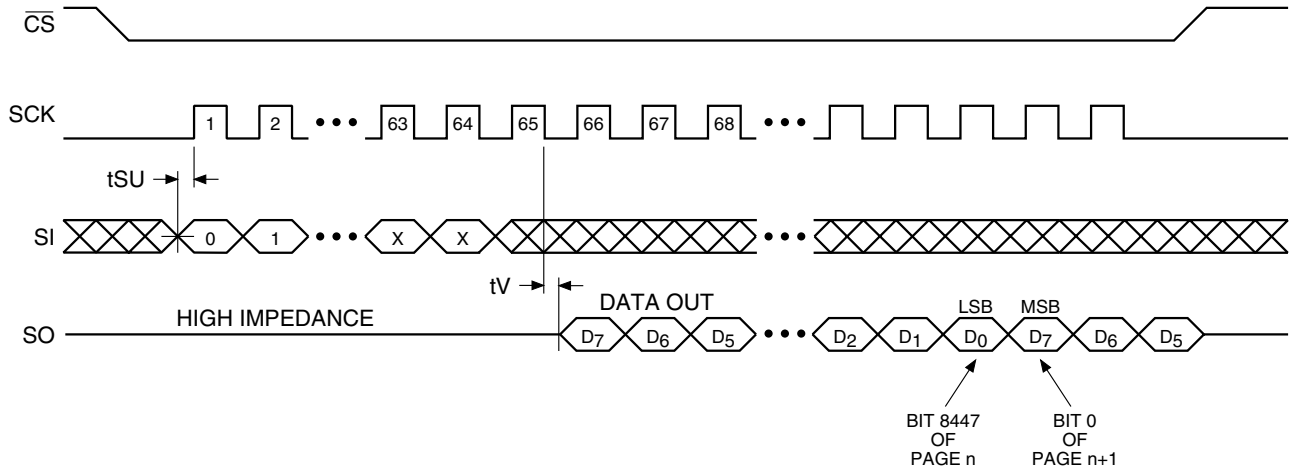 CS
SCK 1 2 ••• 63 64 65 66 67 68 •••
tSU
SI 0 1 ••• X X •••
tV
DATA OUT
HIGH IMPEDANCE
LSB MSB
SO D7 D6 D5 ••• D2 D1 D0 D7 D6 D5
BIT 8447
OF
PAGE n
BIT 0
OF
PAGE n+1